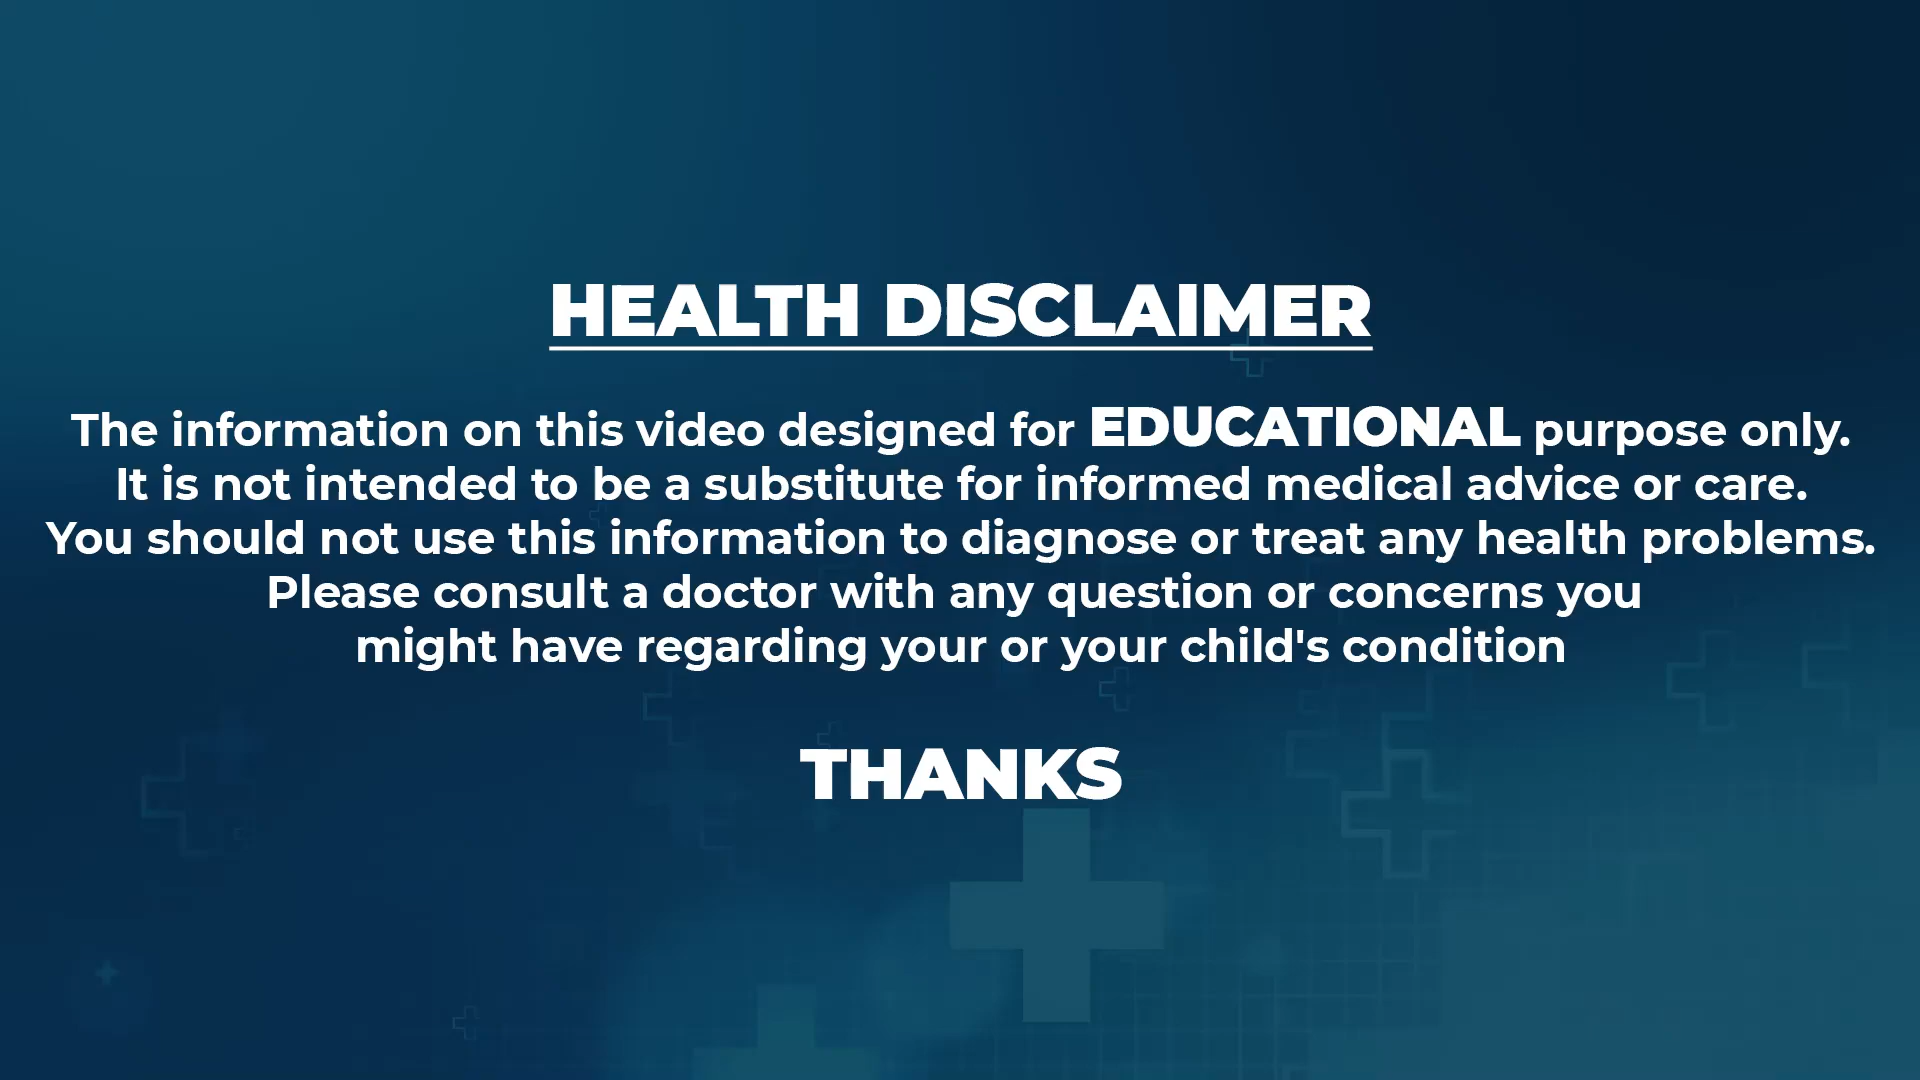 HEALTH DISCLAIMER
The information on this video designed for EDUCATIONAL purpose only.
It is not intended to be a substitute for informed medical advice or care.
You should not use this information to diagnose or treat any health problems.
Please consult a doctor with any question or concerns you
might have regarding your or your child's condition
THANKS